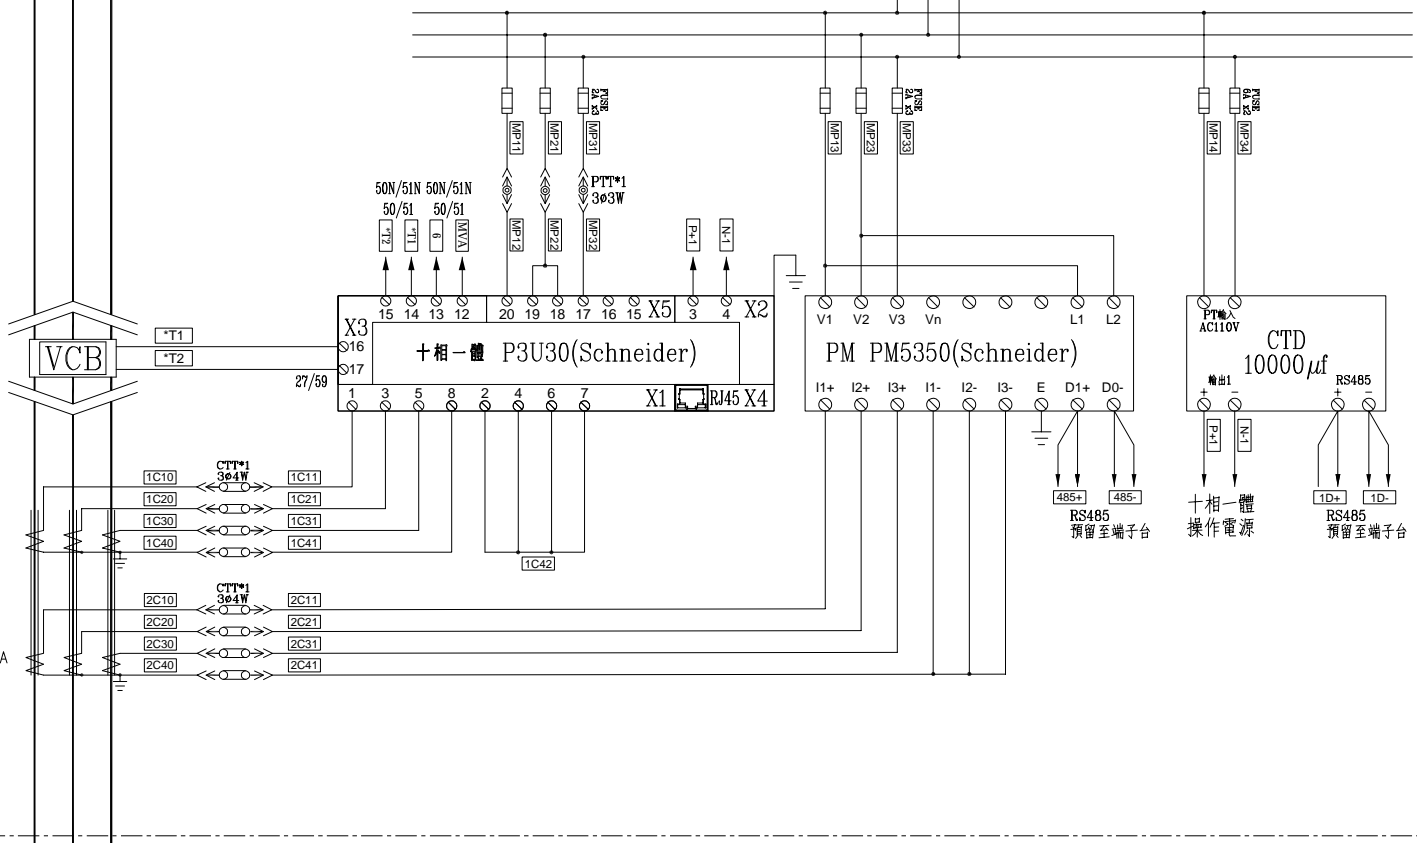 FUSE
2A x3
FUSE
2A x3
FUSE
6A x2
MP11
MP21
MP31
MP13
MP23
MP33
MP14
MP34
PTT*1
3ø3W
50N/51N 50N/51N
50/51 50/51
*T2
*T1
6
MVA
MP12
MP22
MP32
P+1
N-1
15 14 13 12 20 19 18 17 16 15 3 4
X5 X2
X3
16
17
十相一體 P3U30(Schneider)
1 3 5 8 2 4 6 7
X1 RJ45 X4
VCB
*T1
*T2
27/59
V1 V2 V3 Vn L1 L2
PM PM5350(Schneider)
I1+ I2+ I3+ I1- I2- I3- E D1+ D0-
PT輸入
AC110V
CTD
10000μf
輸出1
RS485
+ − + −
P+1
N-1
485+ 485-
RS485
預留至端子台
十相一體
操作電源
1D+ 1D-
RS485
預留至端子台
CTT*1
3ø4W
1C10 1C11
1C20 1C21
1C30 1C31
1C40 1C41
1C42
CTT*1
3ø4W
2C10 2C11
2C20 2C21
2C30 2C31
2C40 2C41
A